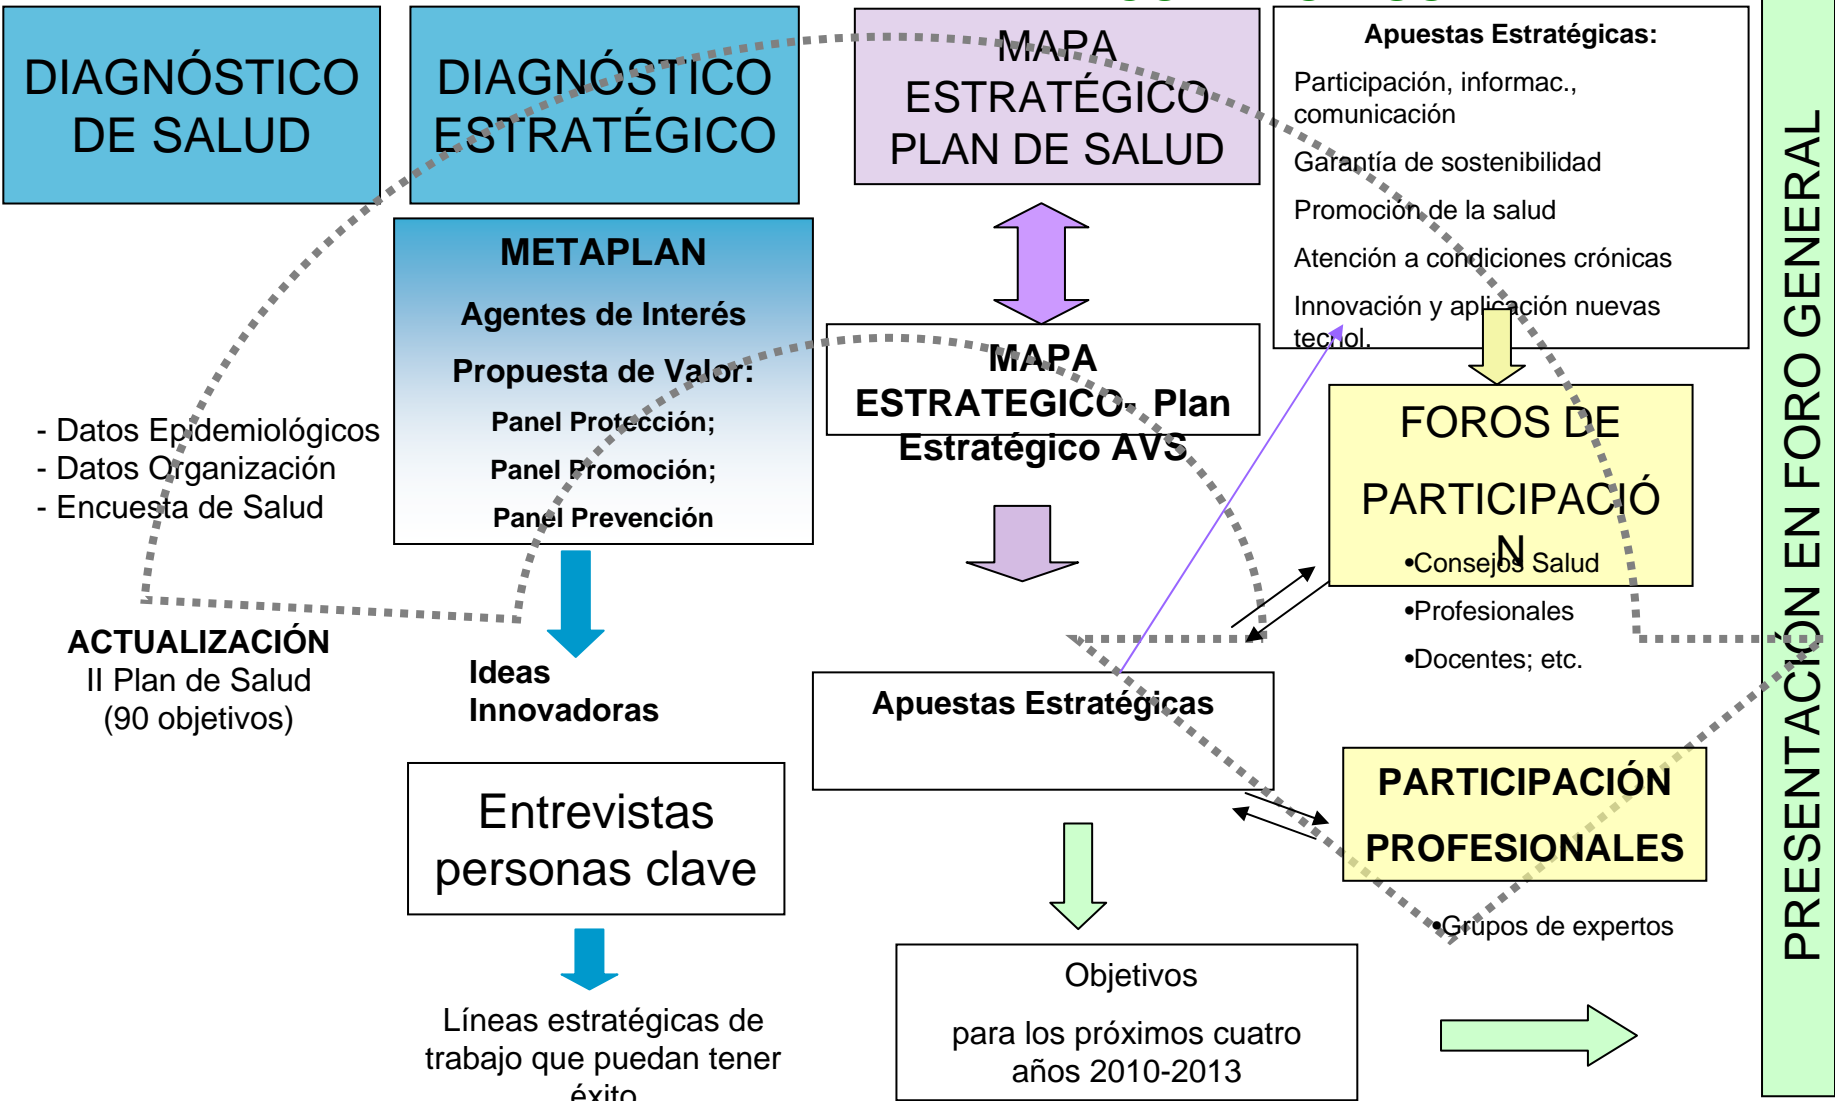 DIAGNÓSTICO
DE SALUD
- Datos Epidemiológicos
- Datos Organización
- Encuesta de Salud
ACTUALIZACIÓN
II Plan de Salud
(90 objetivos)
DIAGNÓSTICO
ESTRATÉGICO
METAPLAN
Agentes de Interés
Propuesta de Valor:
Panel Protección;
Panel Promoción;
Panel Prevención
Ideas
Innovadoras
Entrevistas
personas clave
Líneas estratégicas de
trabajo que puedan tener
éxito
MAPA
ESTRATÉGICO
PLAN DE SALUD
MAPA
ESTRATEGICO- Plan
Estratégico AVS
Apuestas Estratégicas
Objetivos
para los próximos cuatro
años 2010-2013
Apuestas Estratégicas:
Participación, informac.,
comunicación
Garantía de sostenibilidad
Promoción de la salud
Atención a condiciones crónicas
Innovación y aplicación nuevas
tecnol.
FOROS DE
PARTICIPACIÓ
N
•Consejos Salud
•Profesionales
•Docentes; etc.
PARTICIPACIÓN
PROFESIONALES
•Grupos de expertos
PRESENTACIÓN EN FORO GENERAL